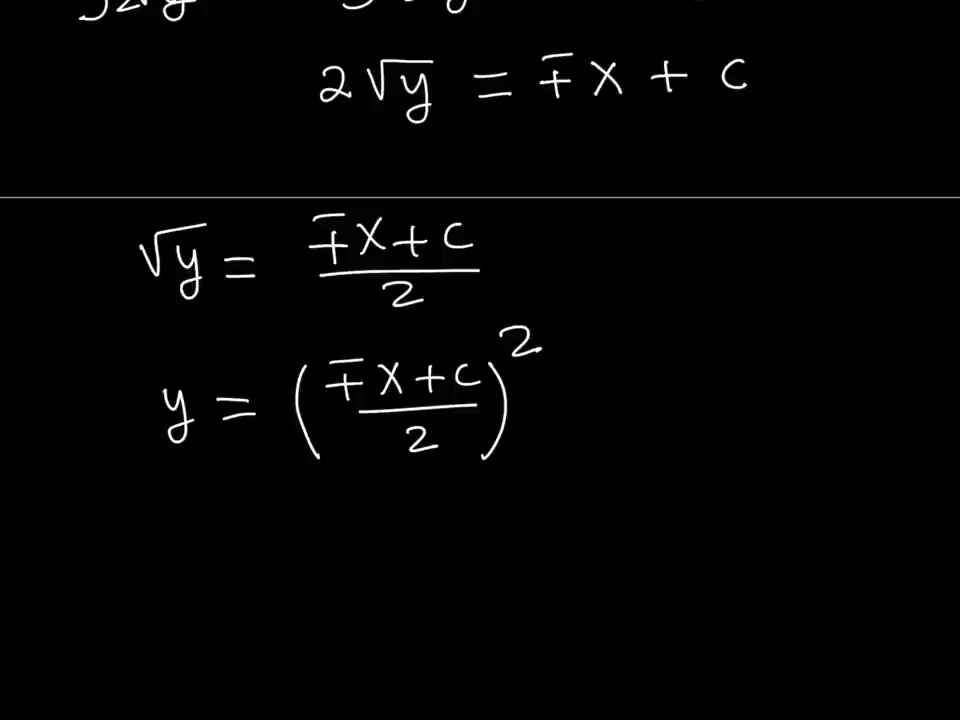 2√y = ∓x + c
√y = (∓x + c)/2
y = ((∓x + c)/2)²